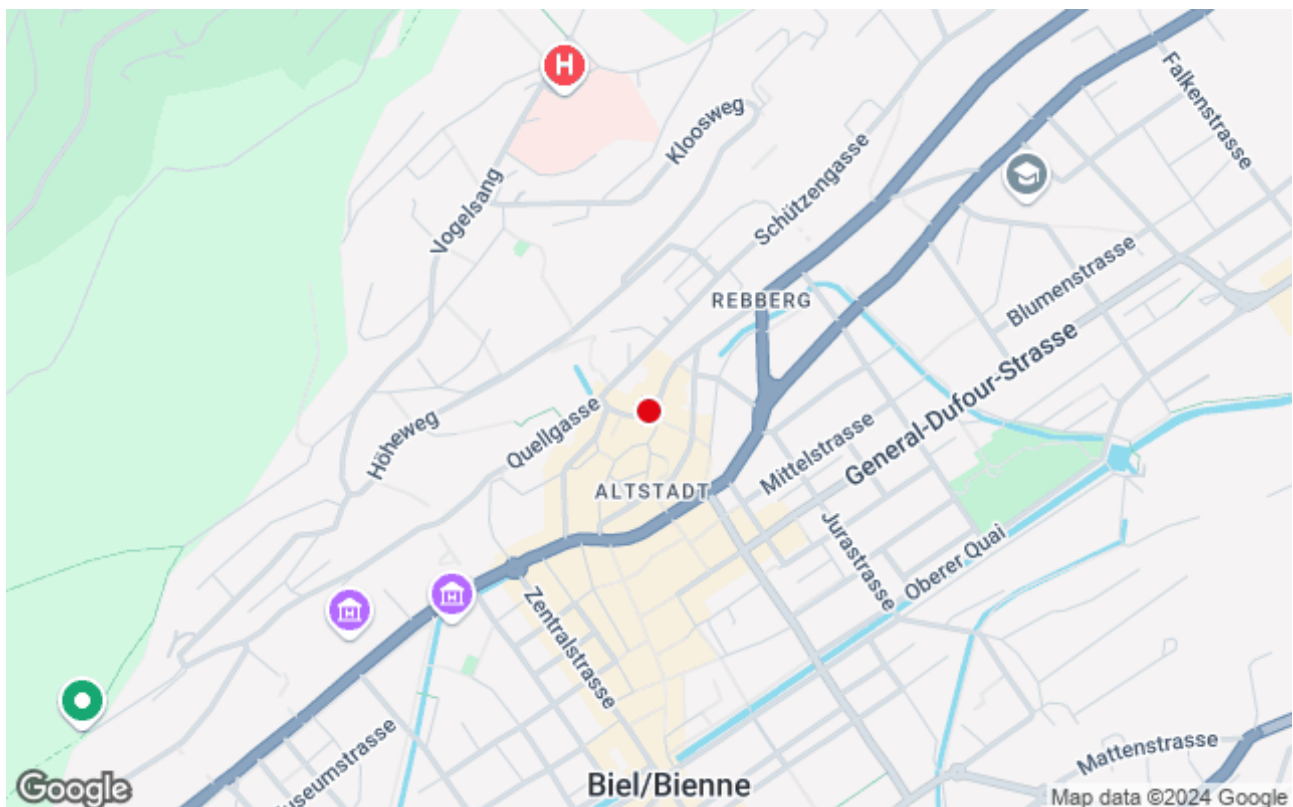 H
Falkenstrasse
Kloosweg
Schützengasse
Vogelsang
Blumenstrasse
REBBERG
General-Dufour-Strasse
Höheweg
Quellgasse
Mittelstrasse
ALTSTADT
Jurastrasse
Oberer Quai
Zentralstrasse
useumstrasse
Mattenstrasse
Biel/Bienne
Google
Map data ©2024 Google